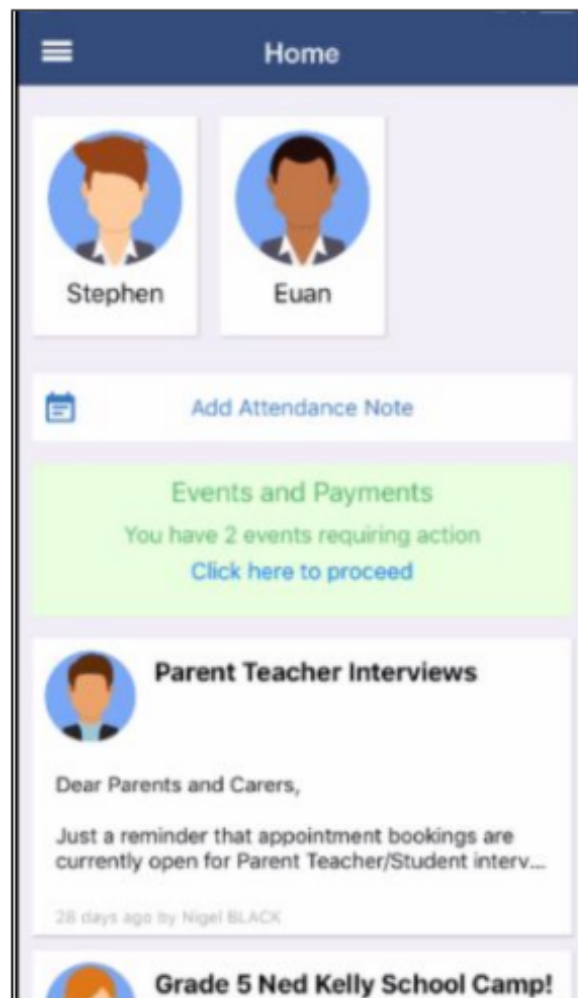 Home
Stephen
Euan
Add Attendance Note
Events and Payments
You have 2 events requiring action
Click here to proceed
Parent Teacher Interviews
Dear Parents and Carers,
Just a reminder that appointment bookings are
currently open for Parent Teacher/Student interv...
28 days ago by Nigel BLACK
Grade 5 Ned Kelly School Camp!